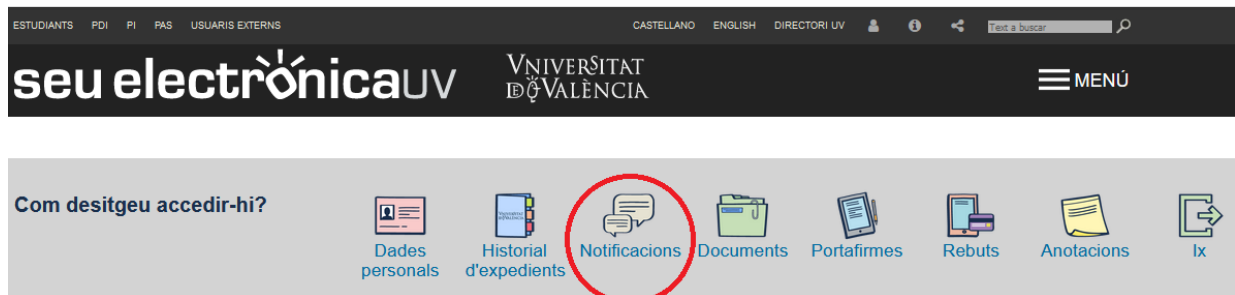 ESTUDIANTS PDI PI PAS USUARIS EXTERNS CASTELLANO ENGLISH DIRECTORI UV Text a buscar
seu electrònicauv VNIVERSITAT
DE VALÈNCIA MENÚ
Com desitgeu accedir-hi?
Dades personals
Historial d'expedients
Notificacions
Documents
Portafirmes
Rebuts
Anotacions
Ix